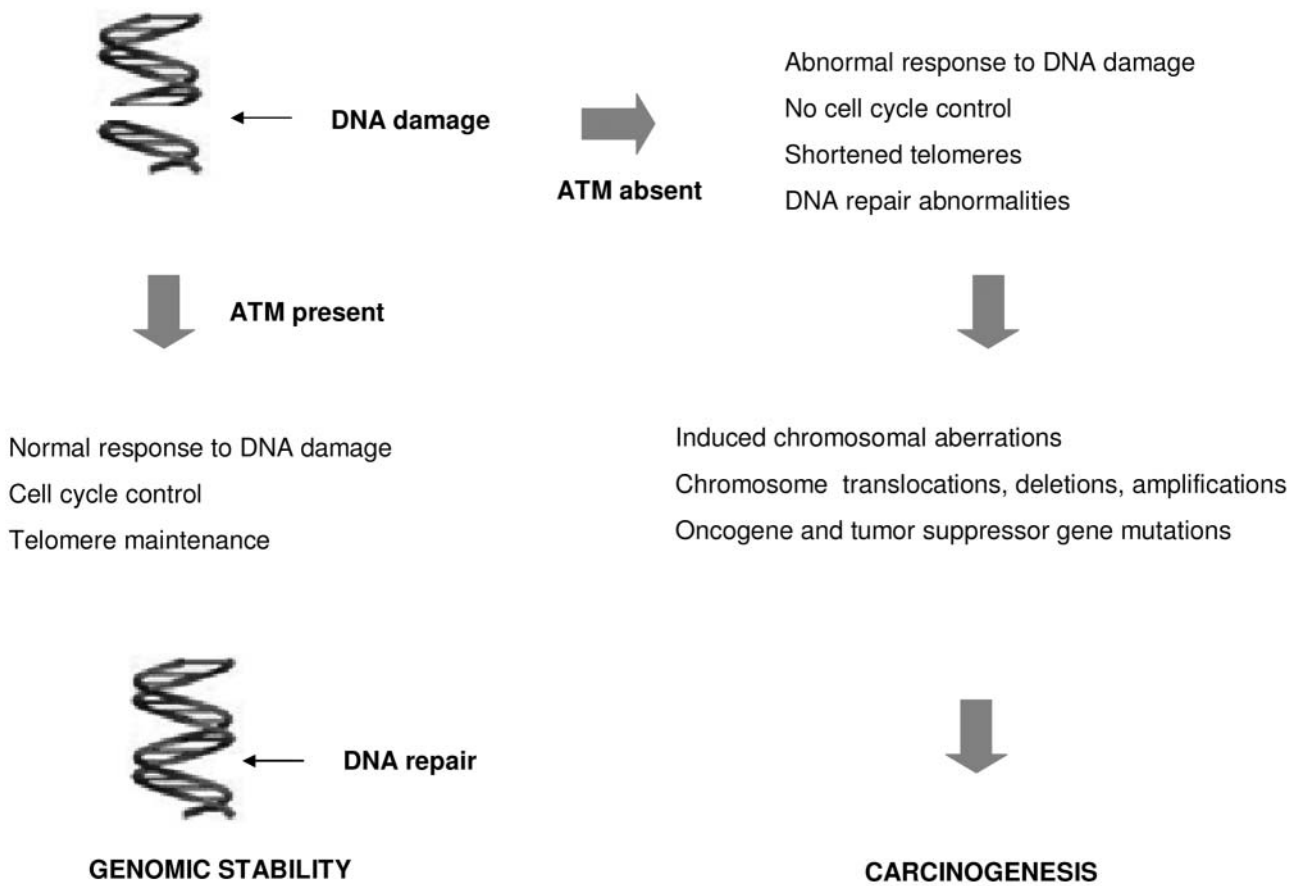 DNA damage
ATM absent
Abnormal response to DNA damage
No cell cycle control
Shortened telomeres
DNA repair abnormalities
ATM present
Normal response to DNA damage
Cell cycle control
Telomere maintenance
Induced chromosomal aberrations
Chromosome translocations, deletions, amplifications
Oncogene and tumor suppressor gene mutations
DNA repair
GENOMIC STABILITY
CARCINOGENESIS